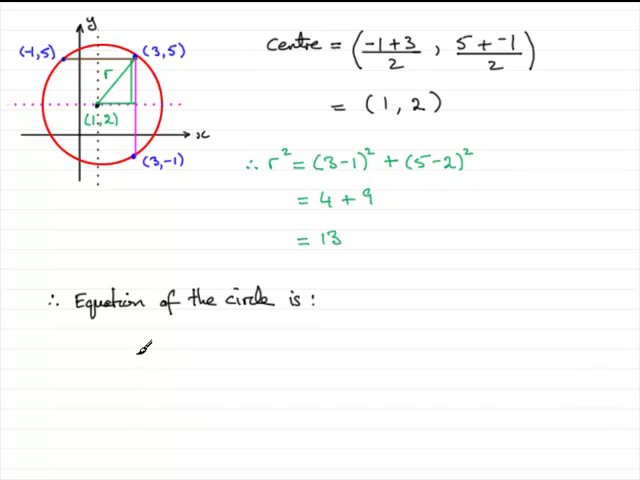 y
(-1,5)
(3,5)
r
(1,2)
x
(3,-1)
Centre = (-1+3/2 , 5+-1/2)
= (1,2)
∴ r² = (3-1)² + (5-2)²
= 4 + 9
= 13
∴ Equation of the circle is :